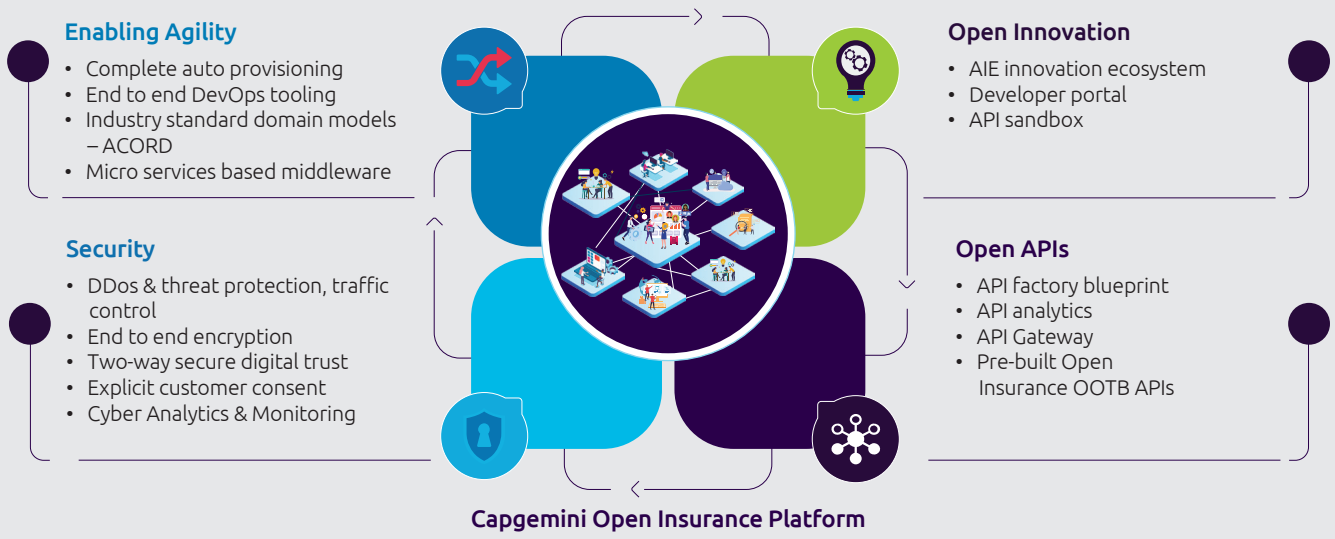 Enabling Agility
• Complete auto provisioning
• End to end DevOps tooling
• Industry standard domain models
– ACORD
• Micro services based middleware
Open Innovation
• AIE innovation ecosystem
• Developer portal
• API sandbox
Security
• DDos & threat protection, traffic
control
• End to end encryption
• Two-way secure digital trust
• Explicit customer consent
• Cyber Analytics & Monitoring
Open APIs
• API factory blueprint
• API analytics
• API Gateway
• Pre-built Open
Insurance OOTB APIs
Capgemini Open Insurance Platform